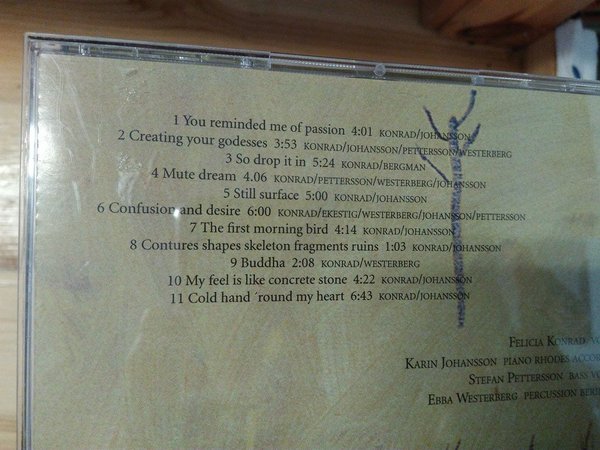 1 You reminded me of passion 4:01 KONRAD/JOHANSSON
2 Creating your godesses 3:53 KONRAD/JOHANSSON/PETTERSSON/WESTERBERG
3 So drop it in 5:24 KONRAD/BERGMAN
4 Mute dream 4.06 KONRAD/PETTERSSON/WESTERBERG/JOHANSSON
5 Still surface 5:00 KONRAD/JOHANSSON
6 Confusion and desire 6:00 KONRAD/EKESTIG/WESTERBERG/JOHANSSON/PETTERSSON
7 The first morning bird 4:14 KONRAD/JOHANSSON
8 Contures shapes skeleton fragments ruins 1:03 KONRAD/JOHANSSON
9 Buddha 2:08 KONRAD/WESTERBERG
10 My feel is like concrete stone 4:22 KONRAD/JOHANSSON
11 Cold hand ´round my heart 6:43 KONRAD/JOHANSSON
FELICIA KONRAD
KARIN JOHANSSON PIANO RHODES
STEFAN PETTERSSON BASS
EBBA WESTERBERG PERCUSSION